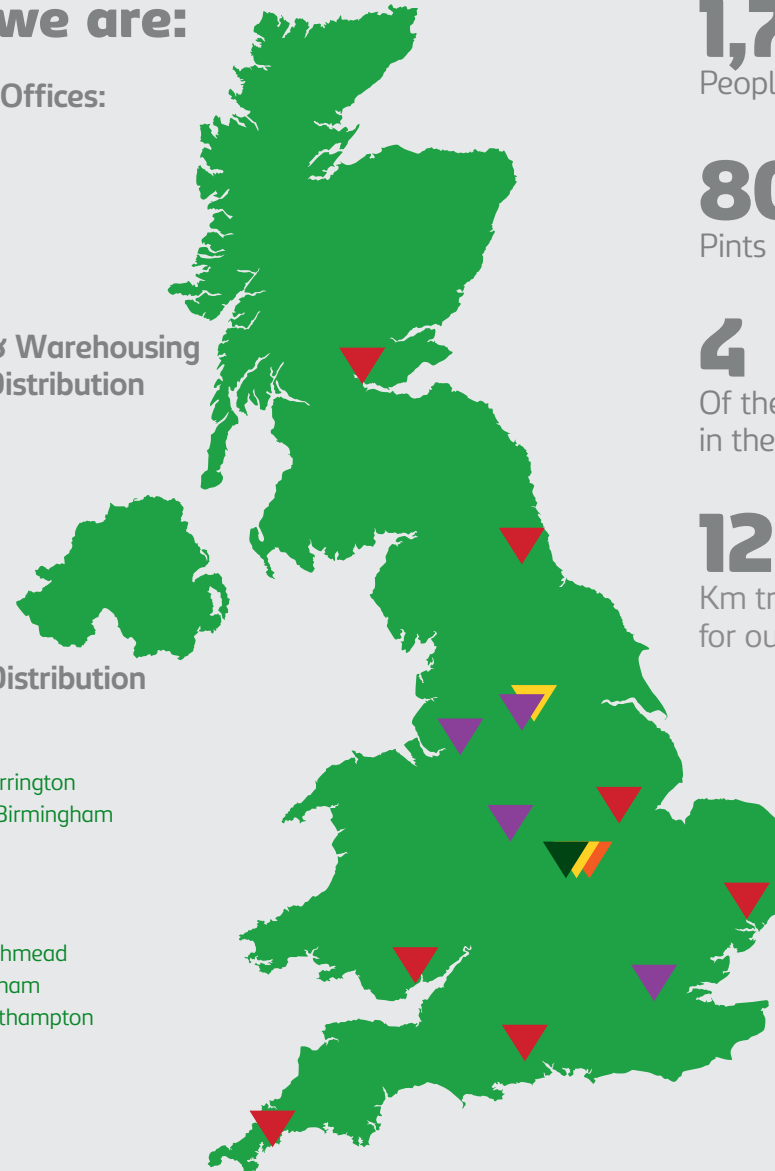 we are:
Offices:
& Warehousing
Distribution
Distribution
rrington
Birmingham
hmead
ham
thampton
1,7
Peopl
80
Pints
4
Of the
in the
12
Km tr
for ou